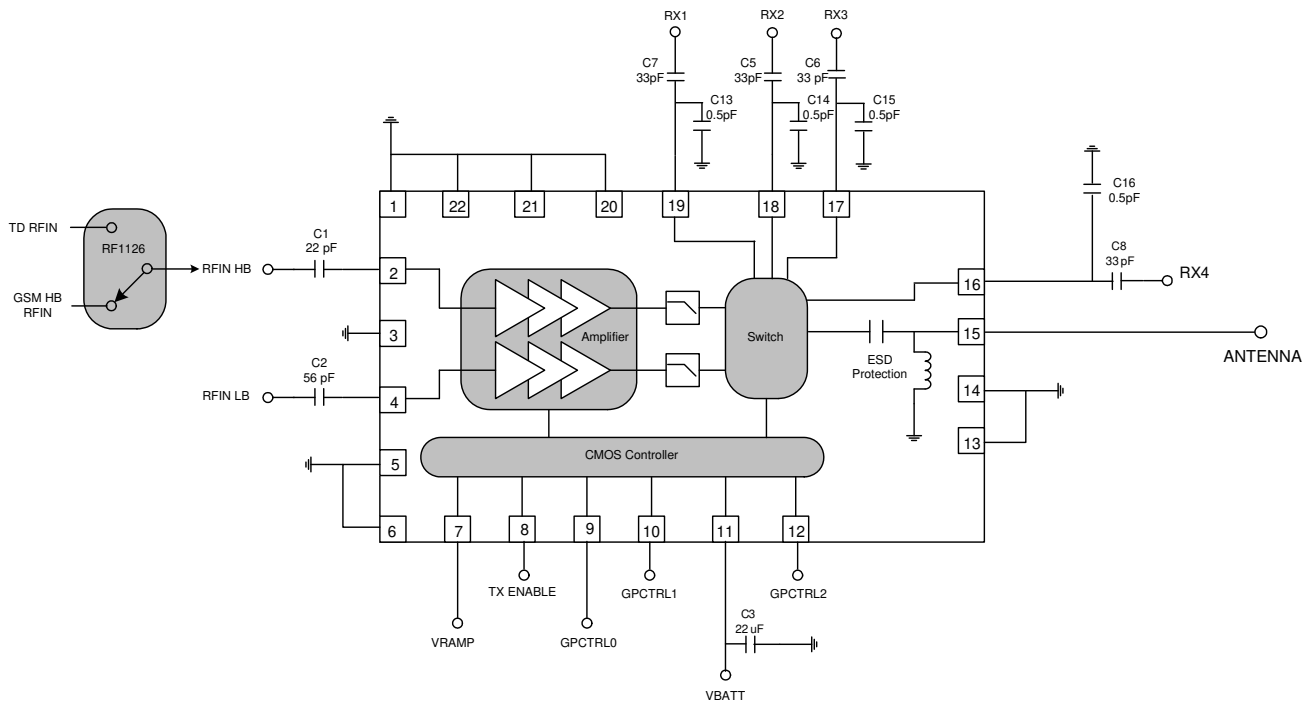 RX1
RX2
RX3
C7
33pF
C5
33pF
C6
33 pF
C13
0.5pF
C14
0.5pF
C15
0.5pF
C16
0.5pF
C8
33 pF
RX4
1
22
21
20
19
18
17
TD RFIN
RF1126
GSM HB
RFIN
RFIN HB
C1
22 pF
2
16
3
Amplifier
Switch
15
ESD
Protection
ANTENNA
C2
56 pF
RFIN LB
4
14
13
CMOS Controller
5
6
7
8
9
10
11
12
TX ENABLE
GPCTRL1
GPCTRL2
VRAMP
GPCTRL0
C3
22 uF
VBATT